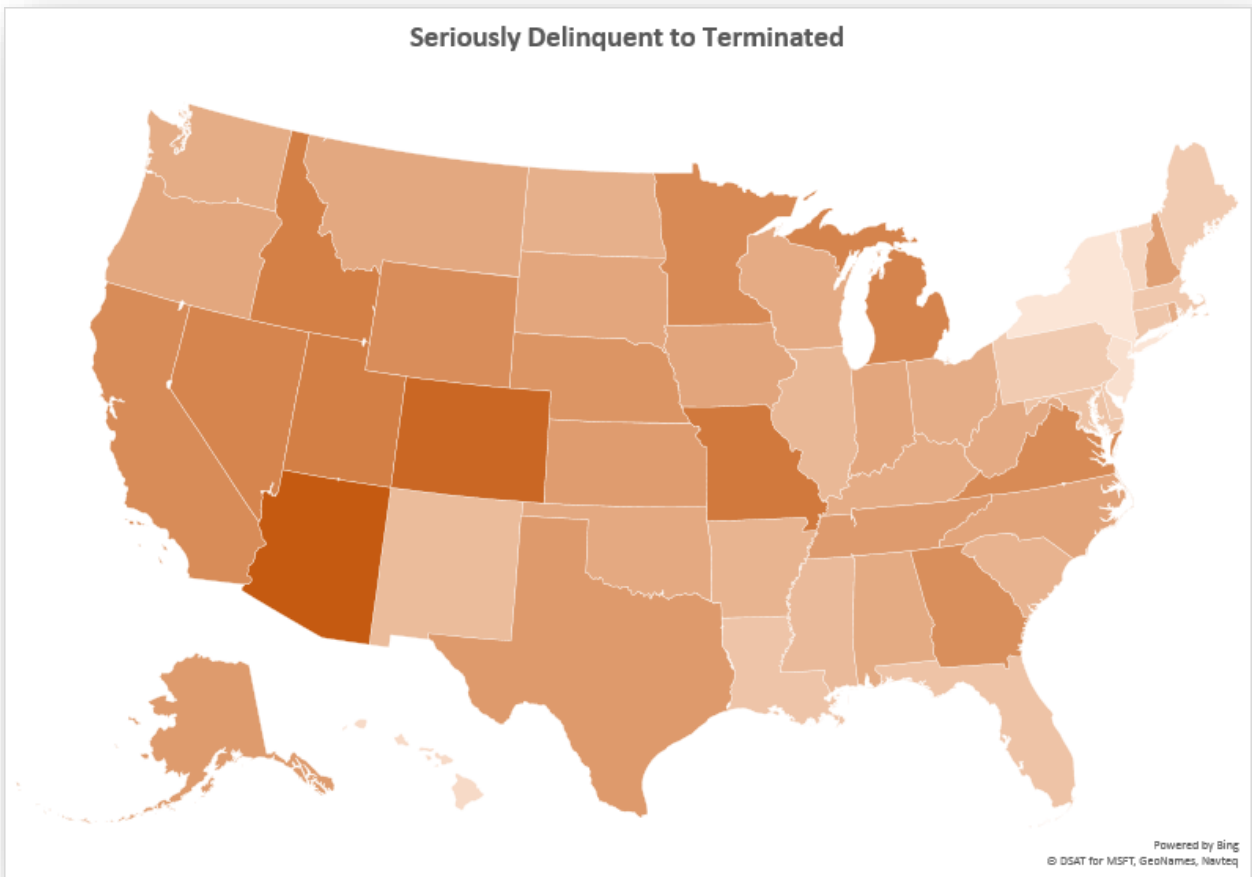 Seriously Delinquent to Terminated
Powered by Bing
© DSAT for MSFT, GeoNames, Navteq